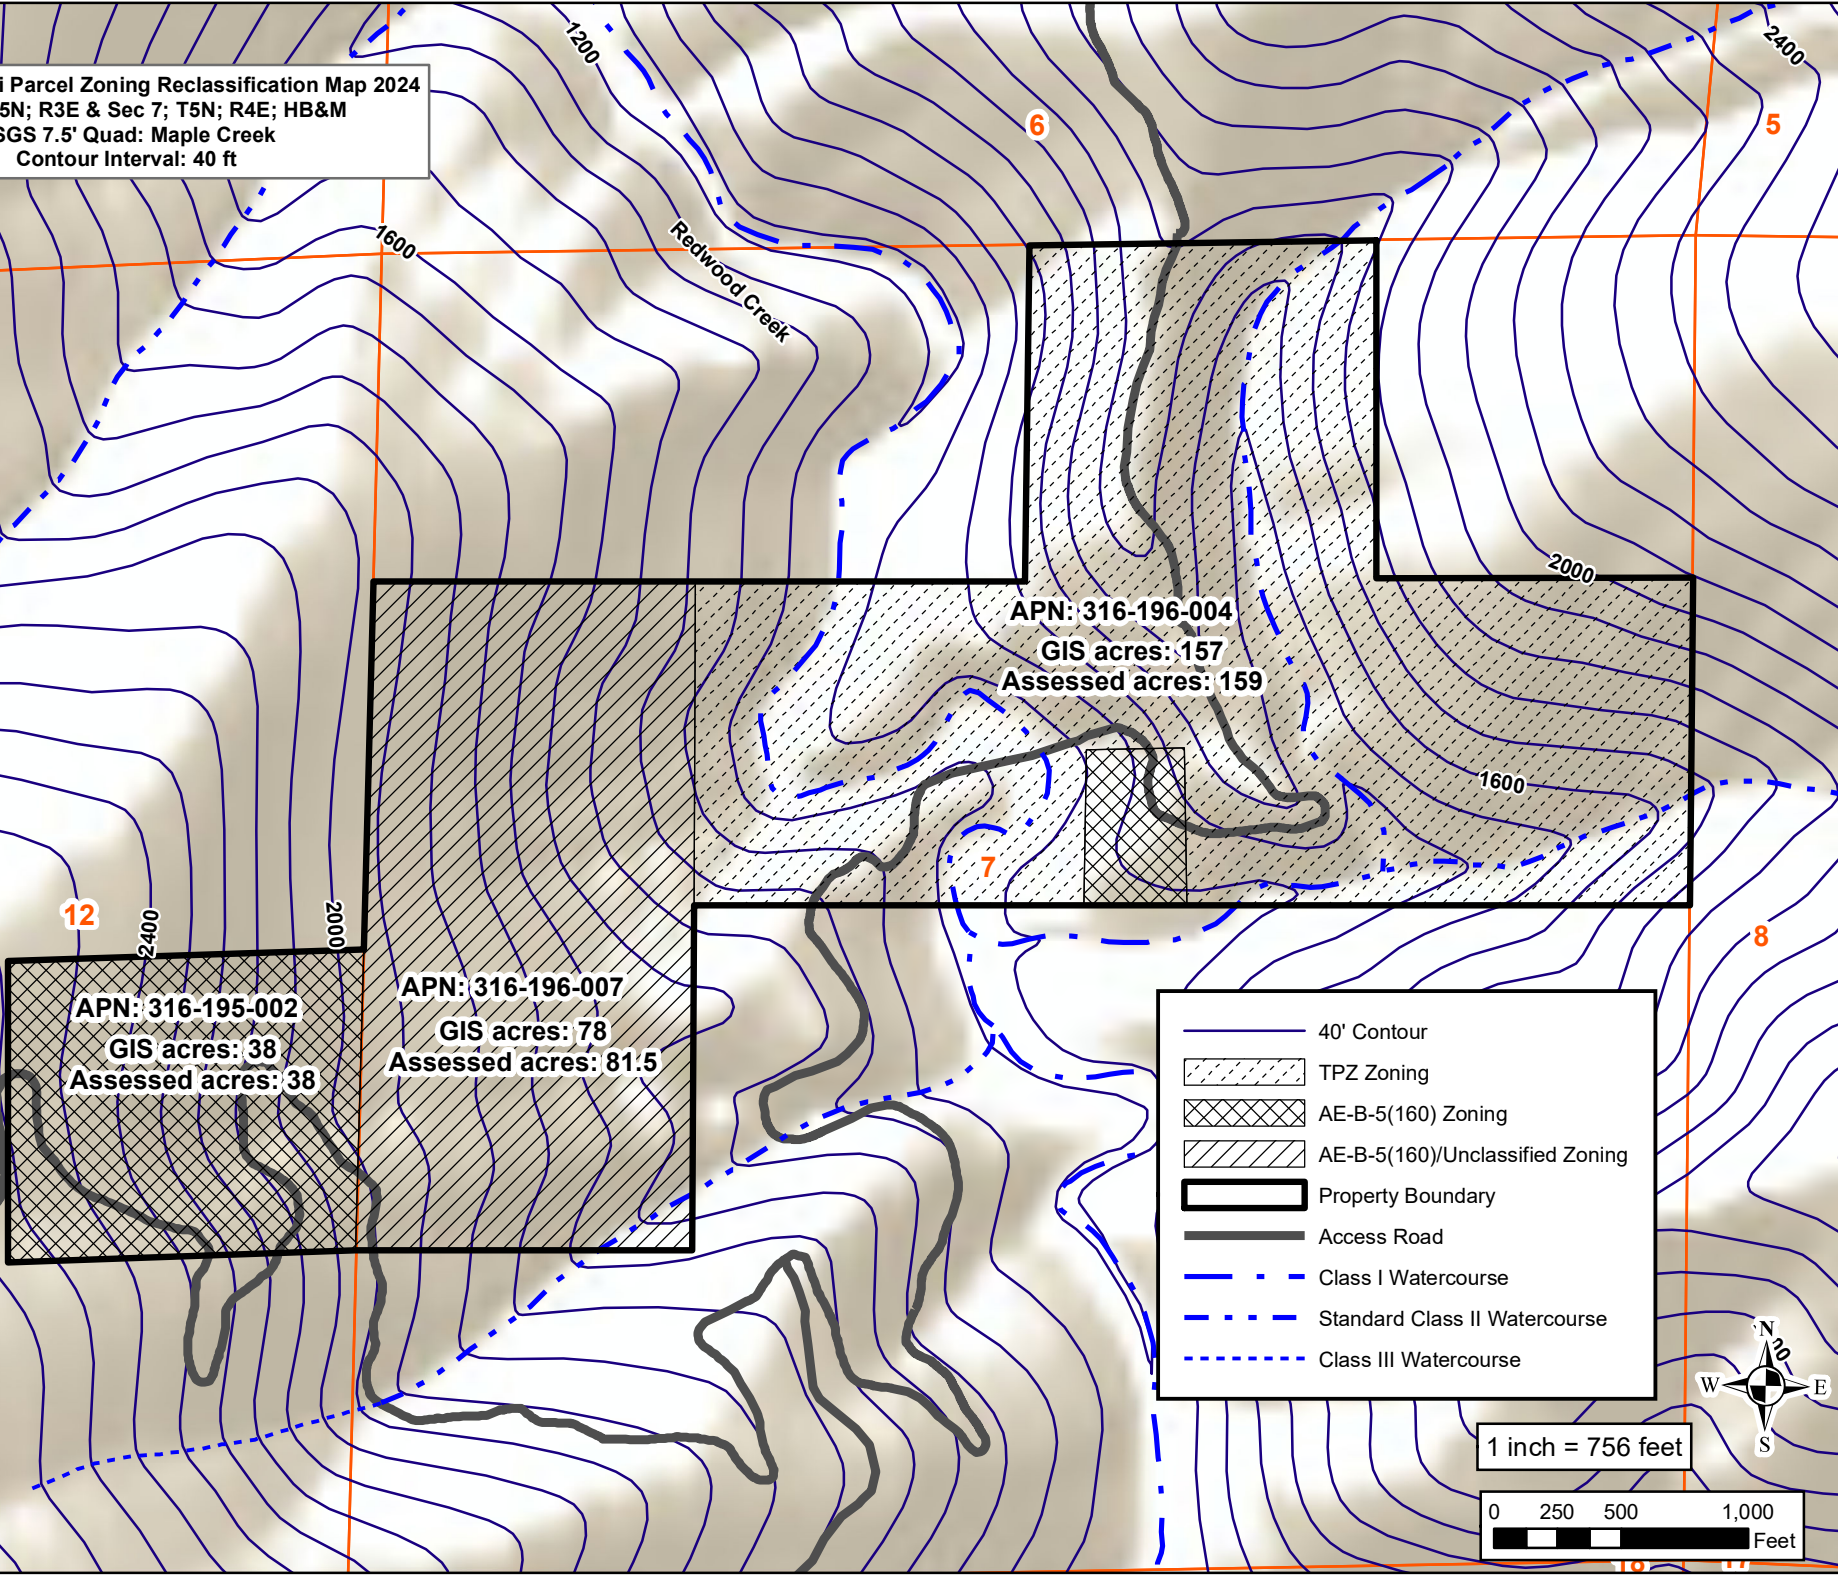 i Parcel Zoning Reclassification Map 2024
5N; R3E & Sec 7; T5N; R4E; HB&M
SGS 7.5' Quad: Maple Creek
Contour Interval: 40 ft
1200
2400
6
5
1600
Redwood Creek
2000
APN: 316-196-004
GIS acres: 157
Assessed acres: 159
1600
7
12
2400
2000
8
APN: 316-195-002
GIS acres: 38
Assessed acres: 38
APN: 316-196-007
GIS acres: 78
Assessed acres: 81.5
40' Contour
TPZ Zoning
AE-B-5(160) Zoning
AE-B-5(160)/Unclassified Zoning
Property Boundary
Access Road
Class I Watercourse
Standard Class II Watercourse
Class III Watercourse
N
W E
S
1 inch = 756 feet
0 250 500 1,000
Feet
18 17